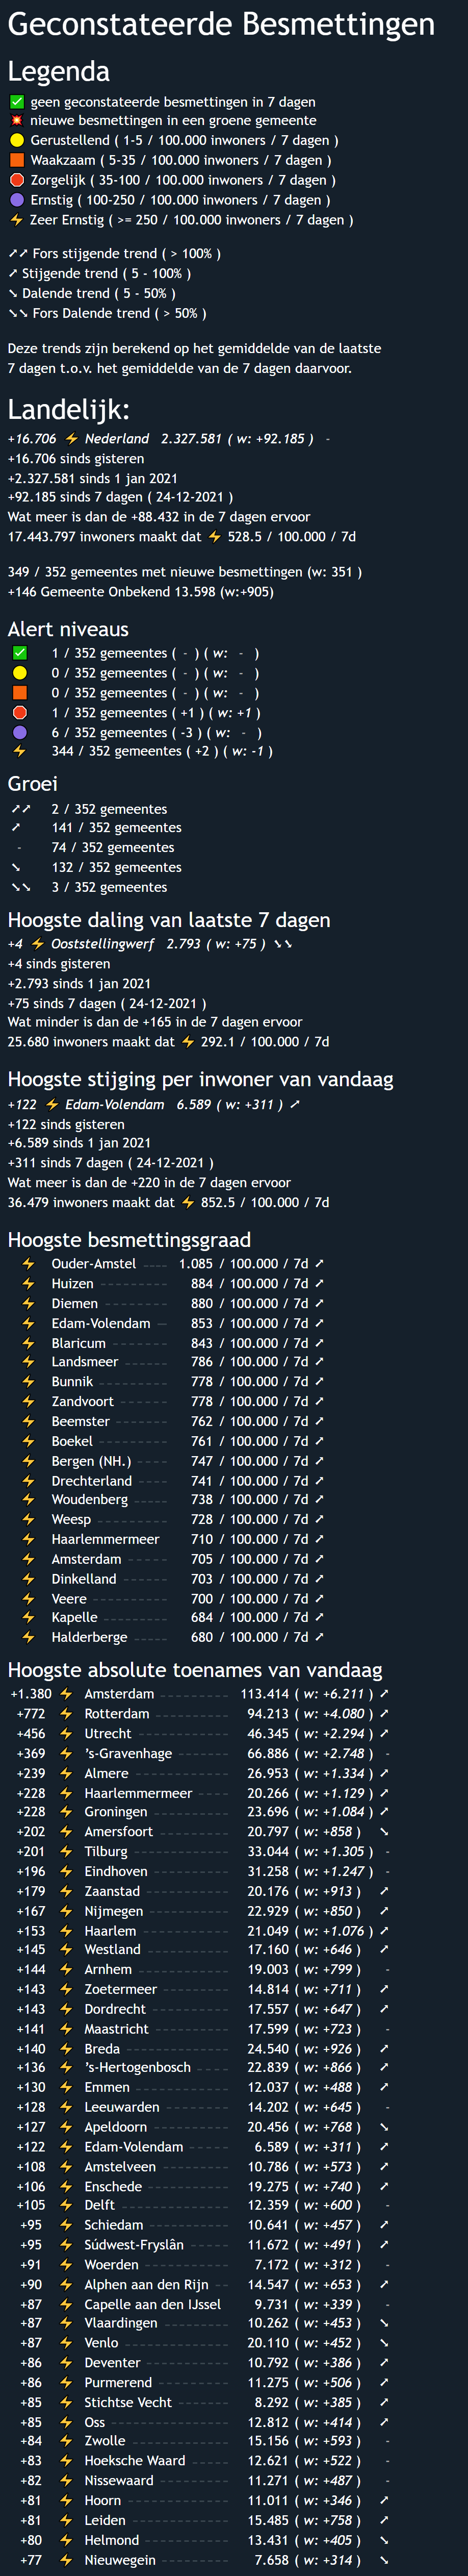 Geconstateerde Besmettingen
Legenda
✅ geen geconstateerde besmettingen in 7 dagen
💥 nieuwe besmettingen in een groene gemeente
🟡 Gerustellend ( 1-5 / 100.000 inwoners / 7 dagen )
🟧 Waakzaam ( 5-35 / 100.000 inwoners / 7 dagen )
🛑 Zorgelijk ( 35-100 / 100.000 inwoners / 7 dagen )
🟣 Ernstig ( 100-250 / 100.000 inwoners / 7 dagen )
⚡ Zeer Ernstig ( >= 250 / 100.000 inwoners / 7 dagen )
➚➚ Fors stijgende trend ( > 100% )
➚ Stijgende trend ( 5 - 100% )
➘ Dalende trend ( 5 - 50% )
➘➘ Fors Dalende trend ( > 50% )
Deze trends zijn berekend op het gemiddelde van de laatste
7 dagen t.o.v. het gemiddelde van de 7 dagen daarvoor.
Landelijk:
+16.706 ⚡ Nederland 2.327.581 ( w: +92.185 ) -
+16.706 sinds gisteren
+2.327.581 sinds 1 jan 2021
+92.185 sinds 7 dagen ( 24-12-2021 )
Wat meer is dan de +88.432 in de 7 dagen ervoor
17.443.797 inwoners maakt dat ⚡ 528.5 / 100.000 / 7d
349 / 352 gemeentes met nieuwe besmettingen (w: 351 )
+146 Gemeente Onbekend 13.598 (w:+905)
Alert niveaus
✅ 1 / 352 gemeentes ( - ) ( w: - )
🟡 0 / 352 gemeentes ( - ) ( w: - )
🟧 0 / 352 gemeentes ( - ) ( w: - )
🛑 1 / 352 gemeentes ( +1 ) ( w: +1 )
🟣 6 / 352 gemeentes ( -3 ) ( w: - )
⚡ 344 / 352 gemeentes ( +2 ) ( w: -1 )
Groei
➚➚ 2 / 352 gemeentes
➚ 141 / 352 gemeentes
- 74 / 352 gemeentes
➘ 132 / 352 gemeentes
➘➘ 3 / 352 gemeentes
Hoogste daling van laatste 7 dagen
+4 ⚡ Ooststellingwerf 2.793 ( w: +75 ) ➘➘
+4 sinds gisteren
+2.793 sinds 1 jan 2021
+75 sinds 7 dagen ( 24-12-2021 )
Wat minder is dan de +165 in de 7 dagen ervoor
25.680 inwoners maakt dat ⚡ 292.1 / 100.000 / 7d
Hoogste stijging per inwoner van vandaag
+122 ⚡ Edam-Volendam 6.589 ( w: +311 ) ➚
+122 sinds gisteren
+6.589 sinds 1 jan 2021
+311 sinds 7 dagen ( 24-12-2021 )
Wat meer is dan de +220 in de 7 dagen ervoor
36.479 inwoners maakt dat ⚡ 852.5 / 100.000 / 7d
Hoogste besmettingsgraad
⚡ Ouder-Amstel 1.085 / 100.000 / 7d ➚
⚡ Huizen 884 / 100.000 / 7d ➚
⚡ Diemen 880 / 100.000 / 7d ➚
⚡ Edam-Volendam 853 / 100.000 / 7d ➚
⚡ Blaricum 843 / 100.000 / 7d ➚
⚡ Landsmeer 786 / 100.000 / 7d ➚
⚡ Bunnik 778 / 100.000 / 7d ➚
⚡ Zandvoort 778 / 100.000 / 7d ➚
⚡ Beemster 762 / 100.000 / 7d ➚
⚡ Boekel 761 / 100.000 / 7d ➚
⚡ Bergen (NH.) 747 / 100.000 / 7d ➚
⚡ Drechterland 741 / 100.000 / 7d ➚
⚡ Woudenberg 738 / 100.000 / 7d ➚
⚡ Weesp 728 / 100.000 / 7d ➚
⚡ Haarlemmermeer 710 / 100.000 / 7d ➚
⚡ Amsterdam 705 / 100.000 / 7d ➚
⚡ Dinkelland 703 / 100.000 / 7d ➚
⚡ Veere 700 / 100.000 / 7d ➚
⚡ Kapelle 684 / 100.000 / 7d ➚
⚡ Halderberge 680 / 100.000 / 7d ➚
Hoogste absolute toenames van vandaag
+1.380 ⚡ Amsterdam 113.414 ( w: +6.211 ) ➚
+772 ⚡ Rotterdam 94.213 ( w: +4.080 ) ➚
+456 ⚡ Utrecht 46.345 ( w: +2.294 ) ➚
+369 ⚡ 's-Gravenhage 66.886 ( w: +2.748 ) -
+239 ⚡ Almere 26.953 ( w: +1.334 ) ➚
+228 ⚡ Haarlemmermeer 20.266 ( w: +1.129 ) ➚
+228 ⚡ Groningen 23.696 ( w: +1.084 ) ➚
+202 ⚡ Amersfoort 20.797 ( w: +858 ) ➘
+201 ⚡ Tilburg 33.044 ( w: +1.305 ) -
+196 ⚡ Eindhoven 31.258 ( w: +1.247 ) -
+179 ⚡ Zaanstad 20.176 ( w: +913 ) ➚
+167 ⚡ Nijmegen 22.929 ( w: +850 ) ➚
+153 ⚡ Haarlem 21.049 ( w: +1.076 ) ➚
+145 ⚡ Westland 17.160 ( w: +646 ) ➚
+144 ⚡ Arnhem 19.003 ( w: +799 ) -
+143 ⚡ Zoetermeer 14.814 ( w: +711 ) ➚
+143 ⚡ Dordrecht 17.557 ( w: +647 ) ➚
+141 ⚡ Maastricht 17.599 ( w: +723 ) -
+140 ⚡ Breda 24.540 ( w: +926 ) ➚
+136 ⚡ 's-Hertogenbosch 22.839 ( w: +866 ) ➚
+130 ⚡ Emmen 12.037 ( w: +488 ) ➚
+128 ⚡ Leeuwarden 14.202 ( w: +645 ) -
+127 ⚡ Apeldoorn 20.456 ( w: +768 ) ➘
+122 ⚡ Edam-Volendam 6.589 ( w: +311 ) ➚
+108 ⚡ Amstelveen 10.786 ( w: +573 ) ➚
+106 ⚡ Enschede 19.275 ( w: +740 ) ➚
+105 ⚡ Delft 12.359 ( w: +600 ) -
+95 ⚡ Schiedam 10.641 ( w: +457 ) ➚
+95 ⚡ Súdwest-Fryslân 11.672 ( w: +491 ) ➚
+91 ⚡ Woerden 7.172 ( w: +312 ) -
+90 ⚡ Alphen aan den Rijn 14.547 ( w: +653 ) ➚
+87 ⚡ Capelle aan den IJssel 9.731 ( w: +339 ) -
+87 ⚡ Vlaardingen 10.262 ( w: +453 ) ➘
+87 ⚡ Venlo 20.110 ( w: +452 ) ➘
+86 ⚡ Deventer 10.792 ( w: +386 ) ➚
+86 ⚡ Purmerend 11.275 ( w: +506 ) ➚
+85 ⚡ Stichtse Vecht 8.292 ( w: +385 ) ➚
+85 ⚡ Oss 12.812 ( w: +414 ) ➚
+84 ⚡ Zwolle 15.156 ( w: +593 ) -
+83 ⚡ Hoeksche Waard 12.621 ( w: +522 ) -
+82 ⚡ Nissewaard 11.271 ( w: +487 ) -
+81 ⚡ Hoorn 11.011 ( w: +346 ) ➚
+81 ⚡ Leiden 15.485 ( w: +758 ) ➚
+80 ⚡ Helmond 13.431 ( w: +405 ) ➘
+77 ⚡ Nieuwegein 7.658 ( w: +314 ) ➘